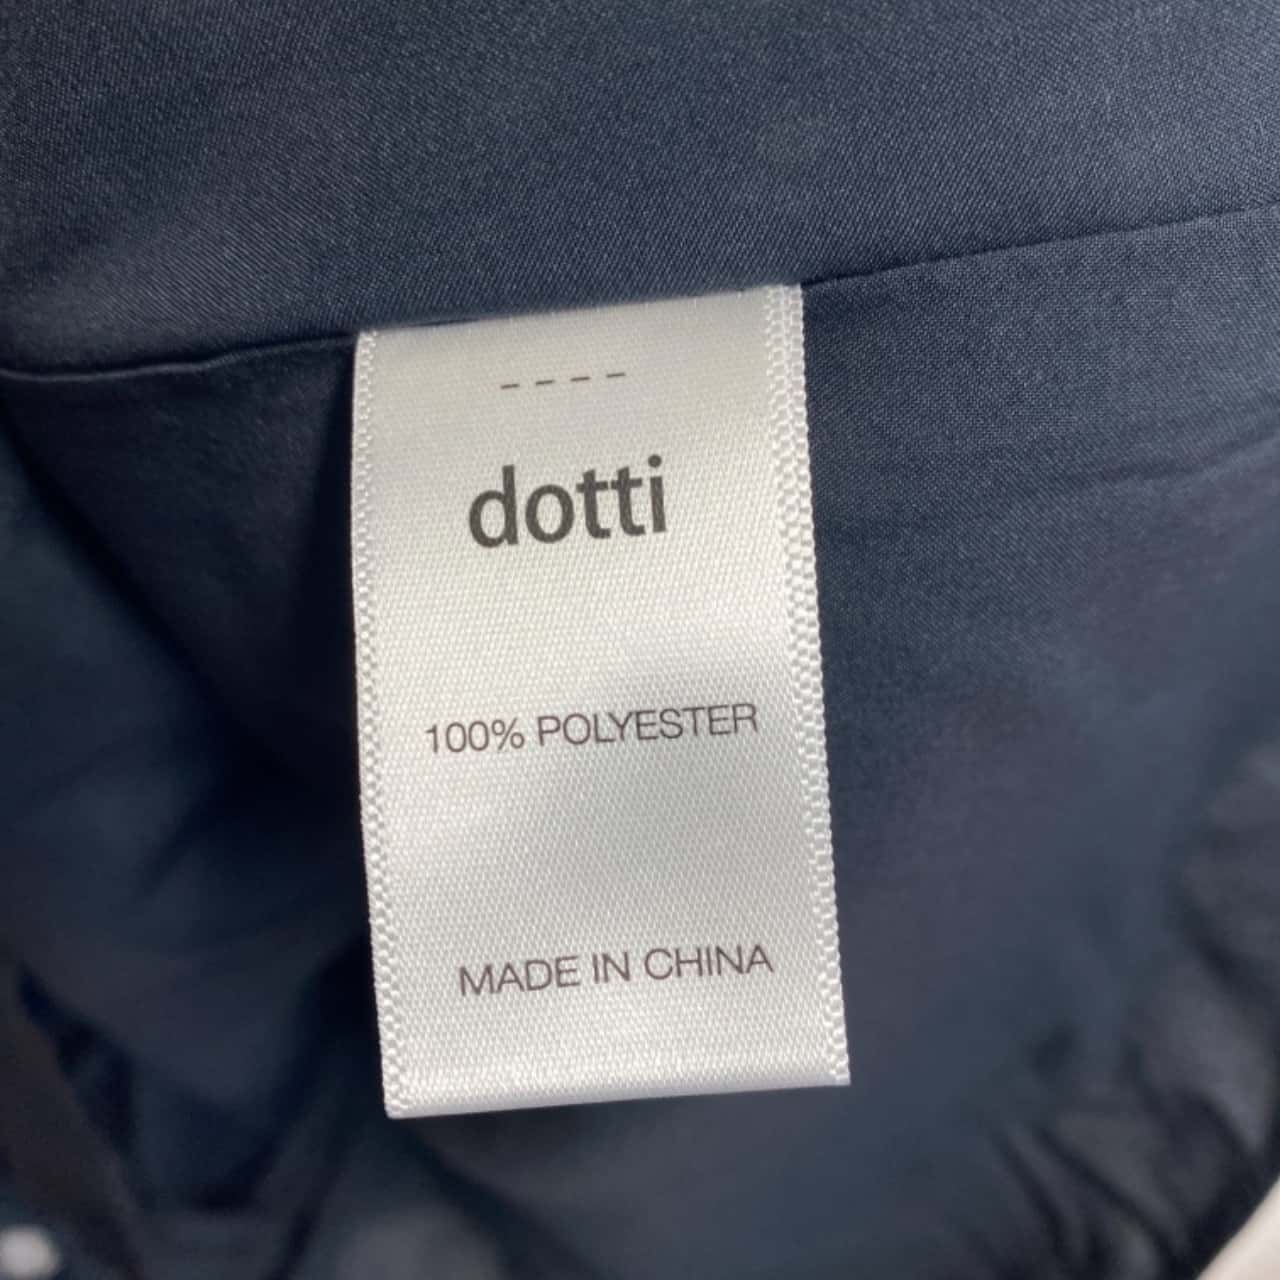 ----
dotti
100% POLYESTER
MADE IN CHINA